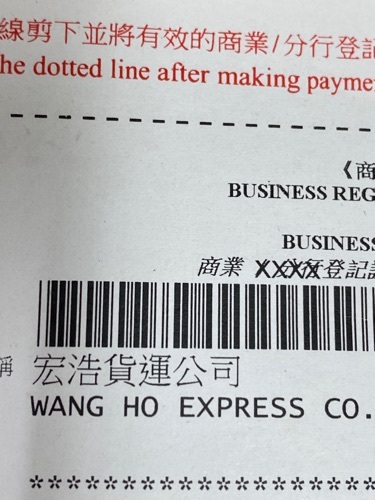 線剪下並將有效的商業/分行登記
he dotted line after making payme
《商
BUSINESS REG
BUSINESS
商業 XXXX 登記
稱
宏浩貨運公司
WANG HO EXPRESS CO.
*******************